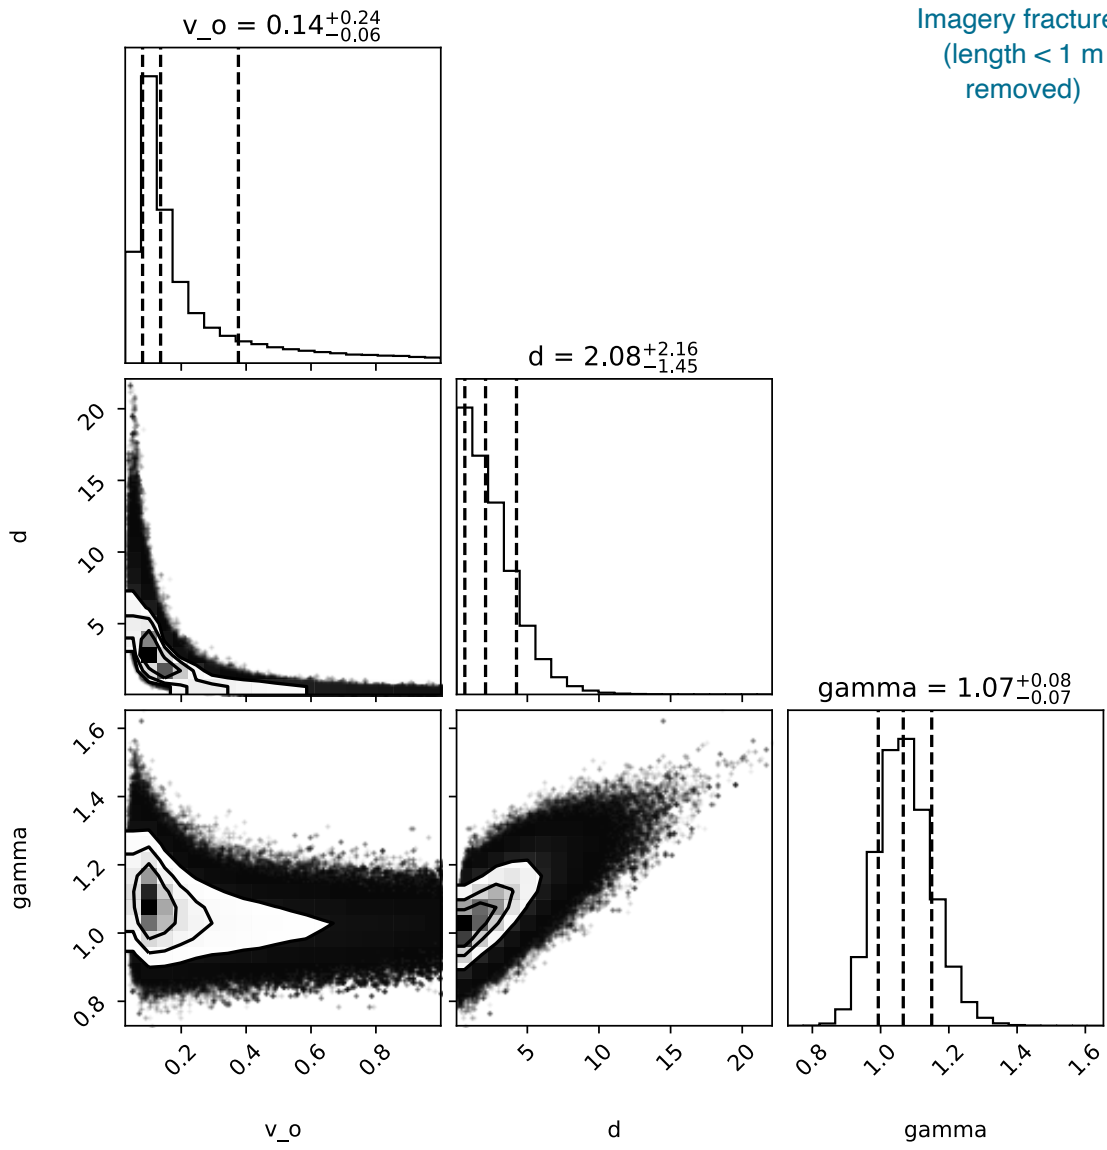 v_o = 0.14+0.24−0.06
Imagery fracture
(length < 1 m
removed)
d = 2.08+2.16−1.45
20
15
10
5
d
gamma = 1.07+0.08−0.07
1.6
1.4
1.2
1.0
0.8
gamma
0.2 0.4 0.6 0.8
5 10 15 20
0.8 1.0 1.2 1.4 1.6
v_o
d
gamma